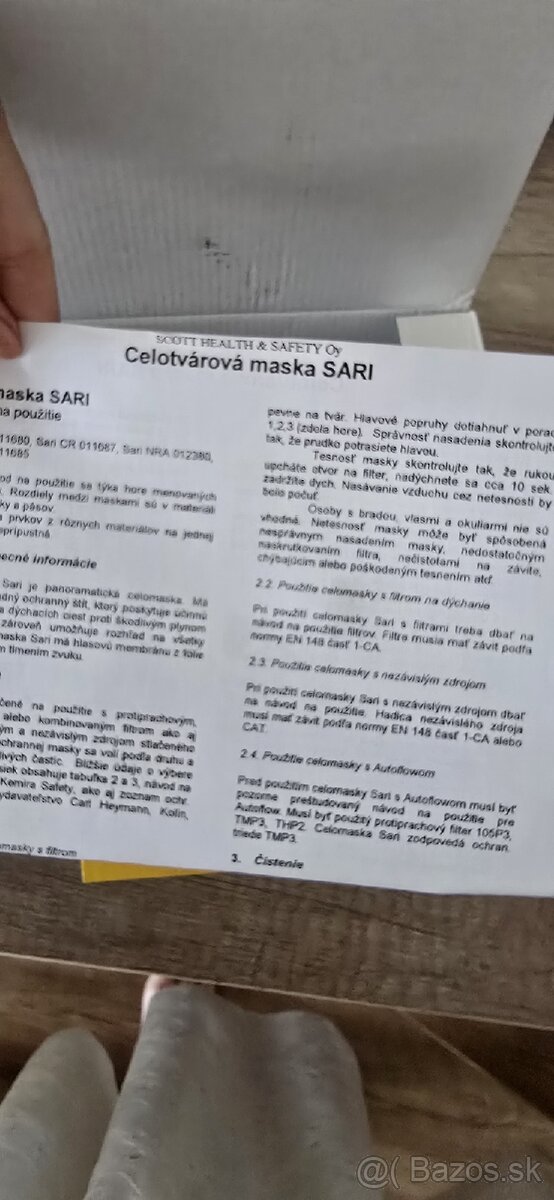 SCOTT HEALTH & SAFETY Oy
Celotvárová maska SARI
maska SARI
na použitie
011680, Sari CR 011687, Sari NRA 012380,
011685
od na použitie sa týka hore menovaných
. Rozdiely medzi maskami sú v materiáli
ky a pásov.
prvkov z rôznych materiálov na jednej
eprípustná.
ecné informácie
Sari je panoramatická celomaska. Má
dný ochranný štít, ktorý poskytuje účinnú
a dýchacích ciest proti škodlivým plynom
zároveň umožňuje rozhľad na všetky
maska Sari má hlasovú membránu z fólie
m tlmením zvuku.
čené na použitie s protiprachovým,
alebo kombinovaným filtrom ako aj
ým a nezávislým zdrojom stlačeného
ochrannej masky sa volí podľa druhu a
livých častíc. Bližšie údaje o výbere
siek obsahuje tabuľka 2 a 3, návod na
Kemira Safety, ako aj zoznam ochr.
ydavateľstvo Carl Heymann, Kolín,
omasky s filtrom
pevne na tvár. Hlavové popruhy dotiahnuť v porad
1,2,3 (zdola hore). Správnosť nasadenia skontrolujte
tak, že prudko potrasiete hlavou.
Tesnosť masky skontrolujte tak, že rukou
upcháte otvor na filter, nadýchnete sa cca 10 sek
zadržíte dych. Nasávanie vzduchu cez netesnosti by
bolo počuť.
Osoby s bradou, vlasmi a okuliarmi nie sú
vhodné. Netesnosť masky môže byť spôsobená
nesprávnym nasadením masky, nedostatočným
naskrutkovaním filtra, nečistotami na závite,
chýbajúcim alebo poškodeným tesnením atď.
2.2. Použitie celomasky s filtrom na dýchanie
Pri použití celomasky Sari s filtrami treba dbať na
návod na použitie filtrov. Filtre musia mať závit podľa
normy EN 148 časť 1-CA.
2.3. Použitie celomasky s nezávislým zdrojom
Pri použití celomasky Sari s nezávislým zdrojom dbať
na návod na použitie. Hadica nezávislého zdroja
musí mať závit podľa normy EN 148 časť 1-CA alebo
CAT.
2.4. Použitie celomasky s Autoflowom
Pred použitím celomasky Sari s Autoflowom musí byť
pozorne preštudovaný návod na použitie pre
Autoflow. Musí byť použitý protiprachový filter 105P3,
TMP3, THP2. Celomaska Sari zodpovedá ochran.
triede TMP3.
3. Čistenie
@( Bazos.sk